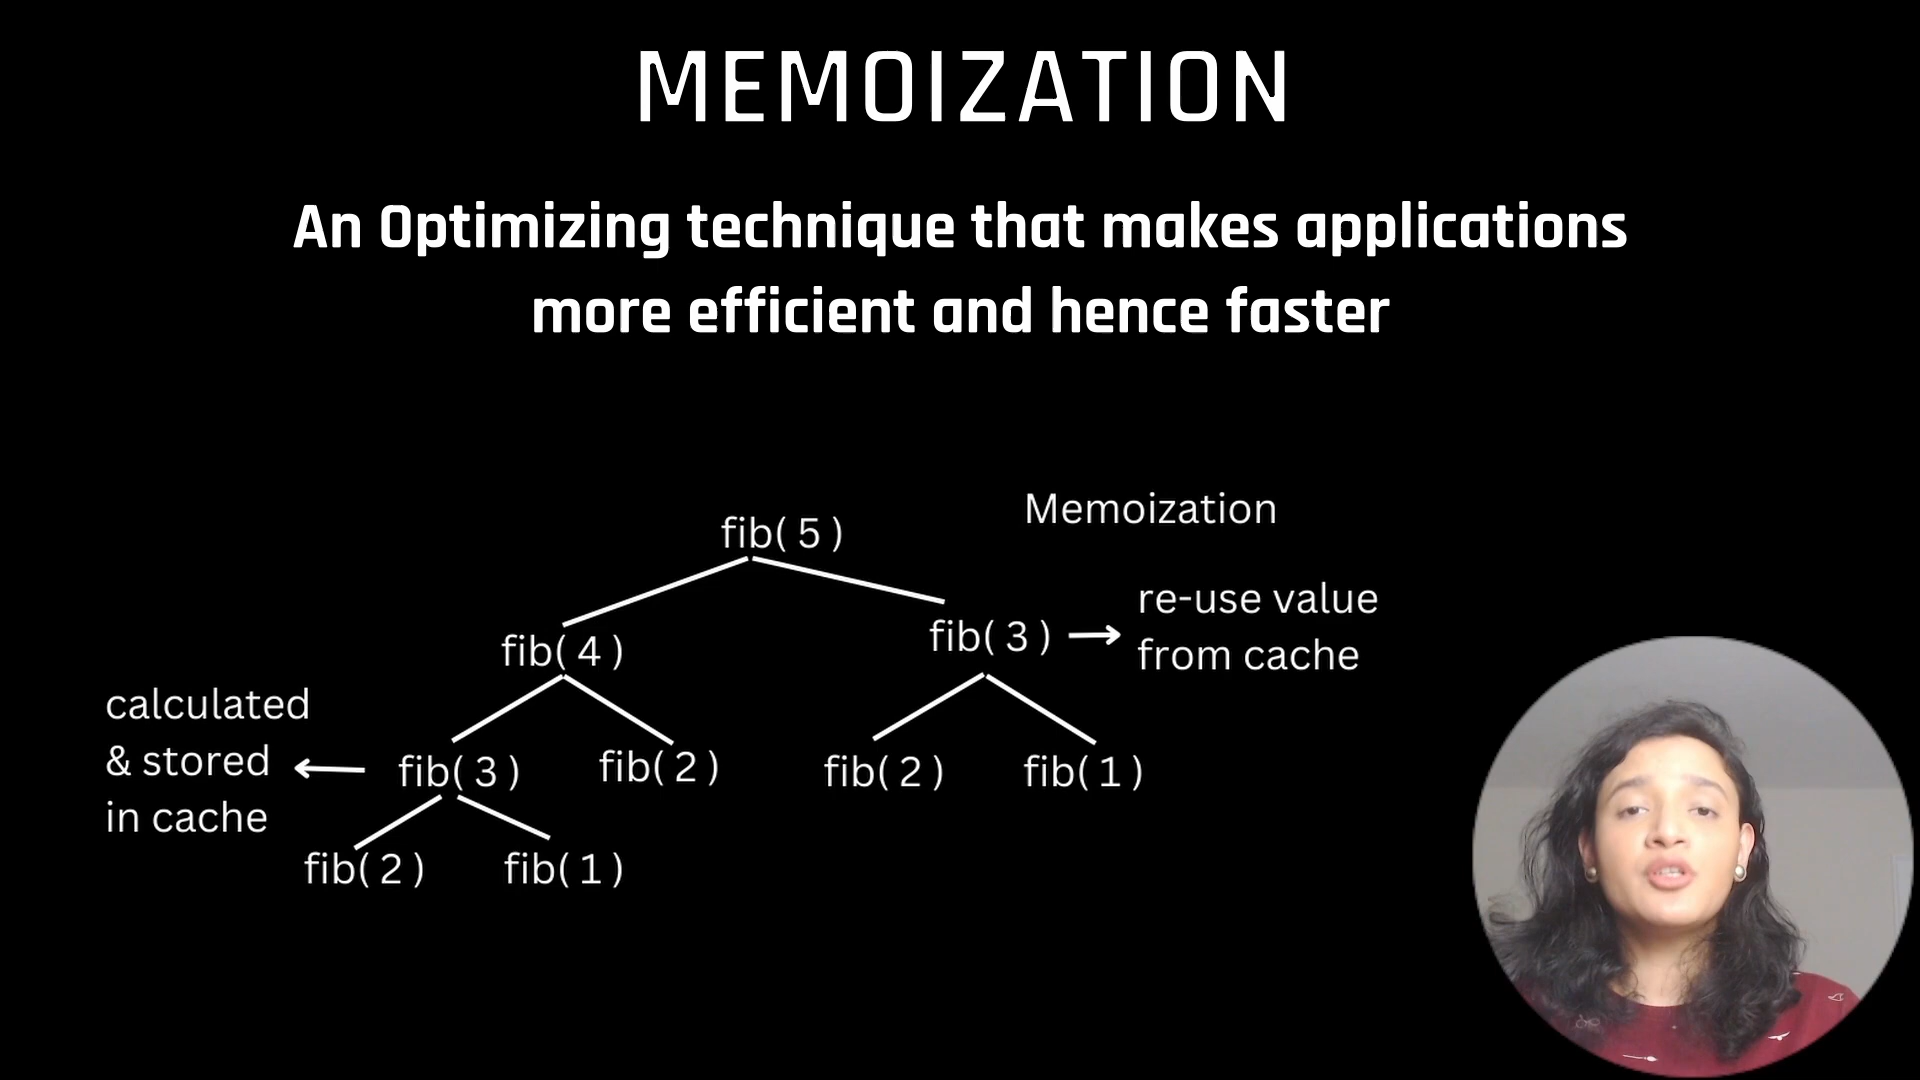 MEMOIZATION
An Optimizing technique that makes applications
more efficient and hence faster
Memoization
fib( 5 )
re-use value
from cache
fib( 3 )
fib( 4 )
calculated
& stored
in cache
fib( 3 )
fib( 2 )
fib( 2 )
fib( 1 )
fib( 2 )
fib( 1 )